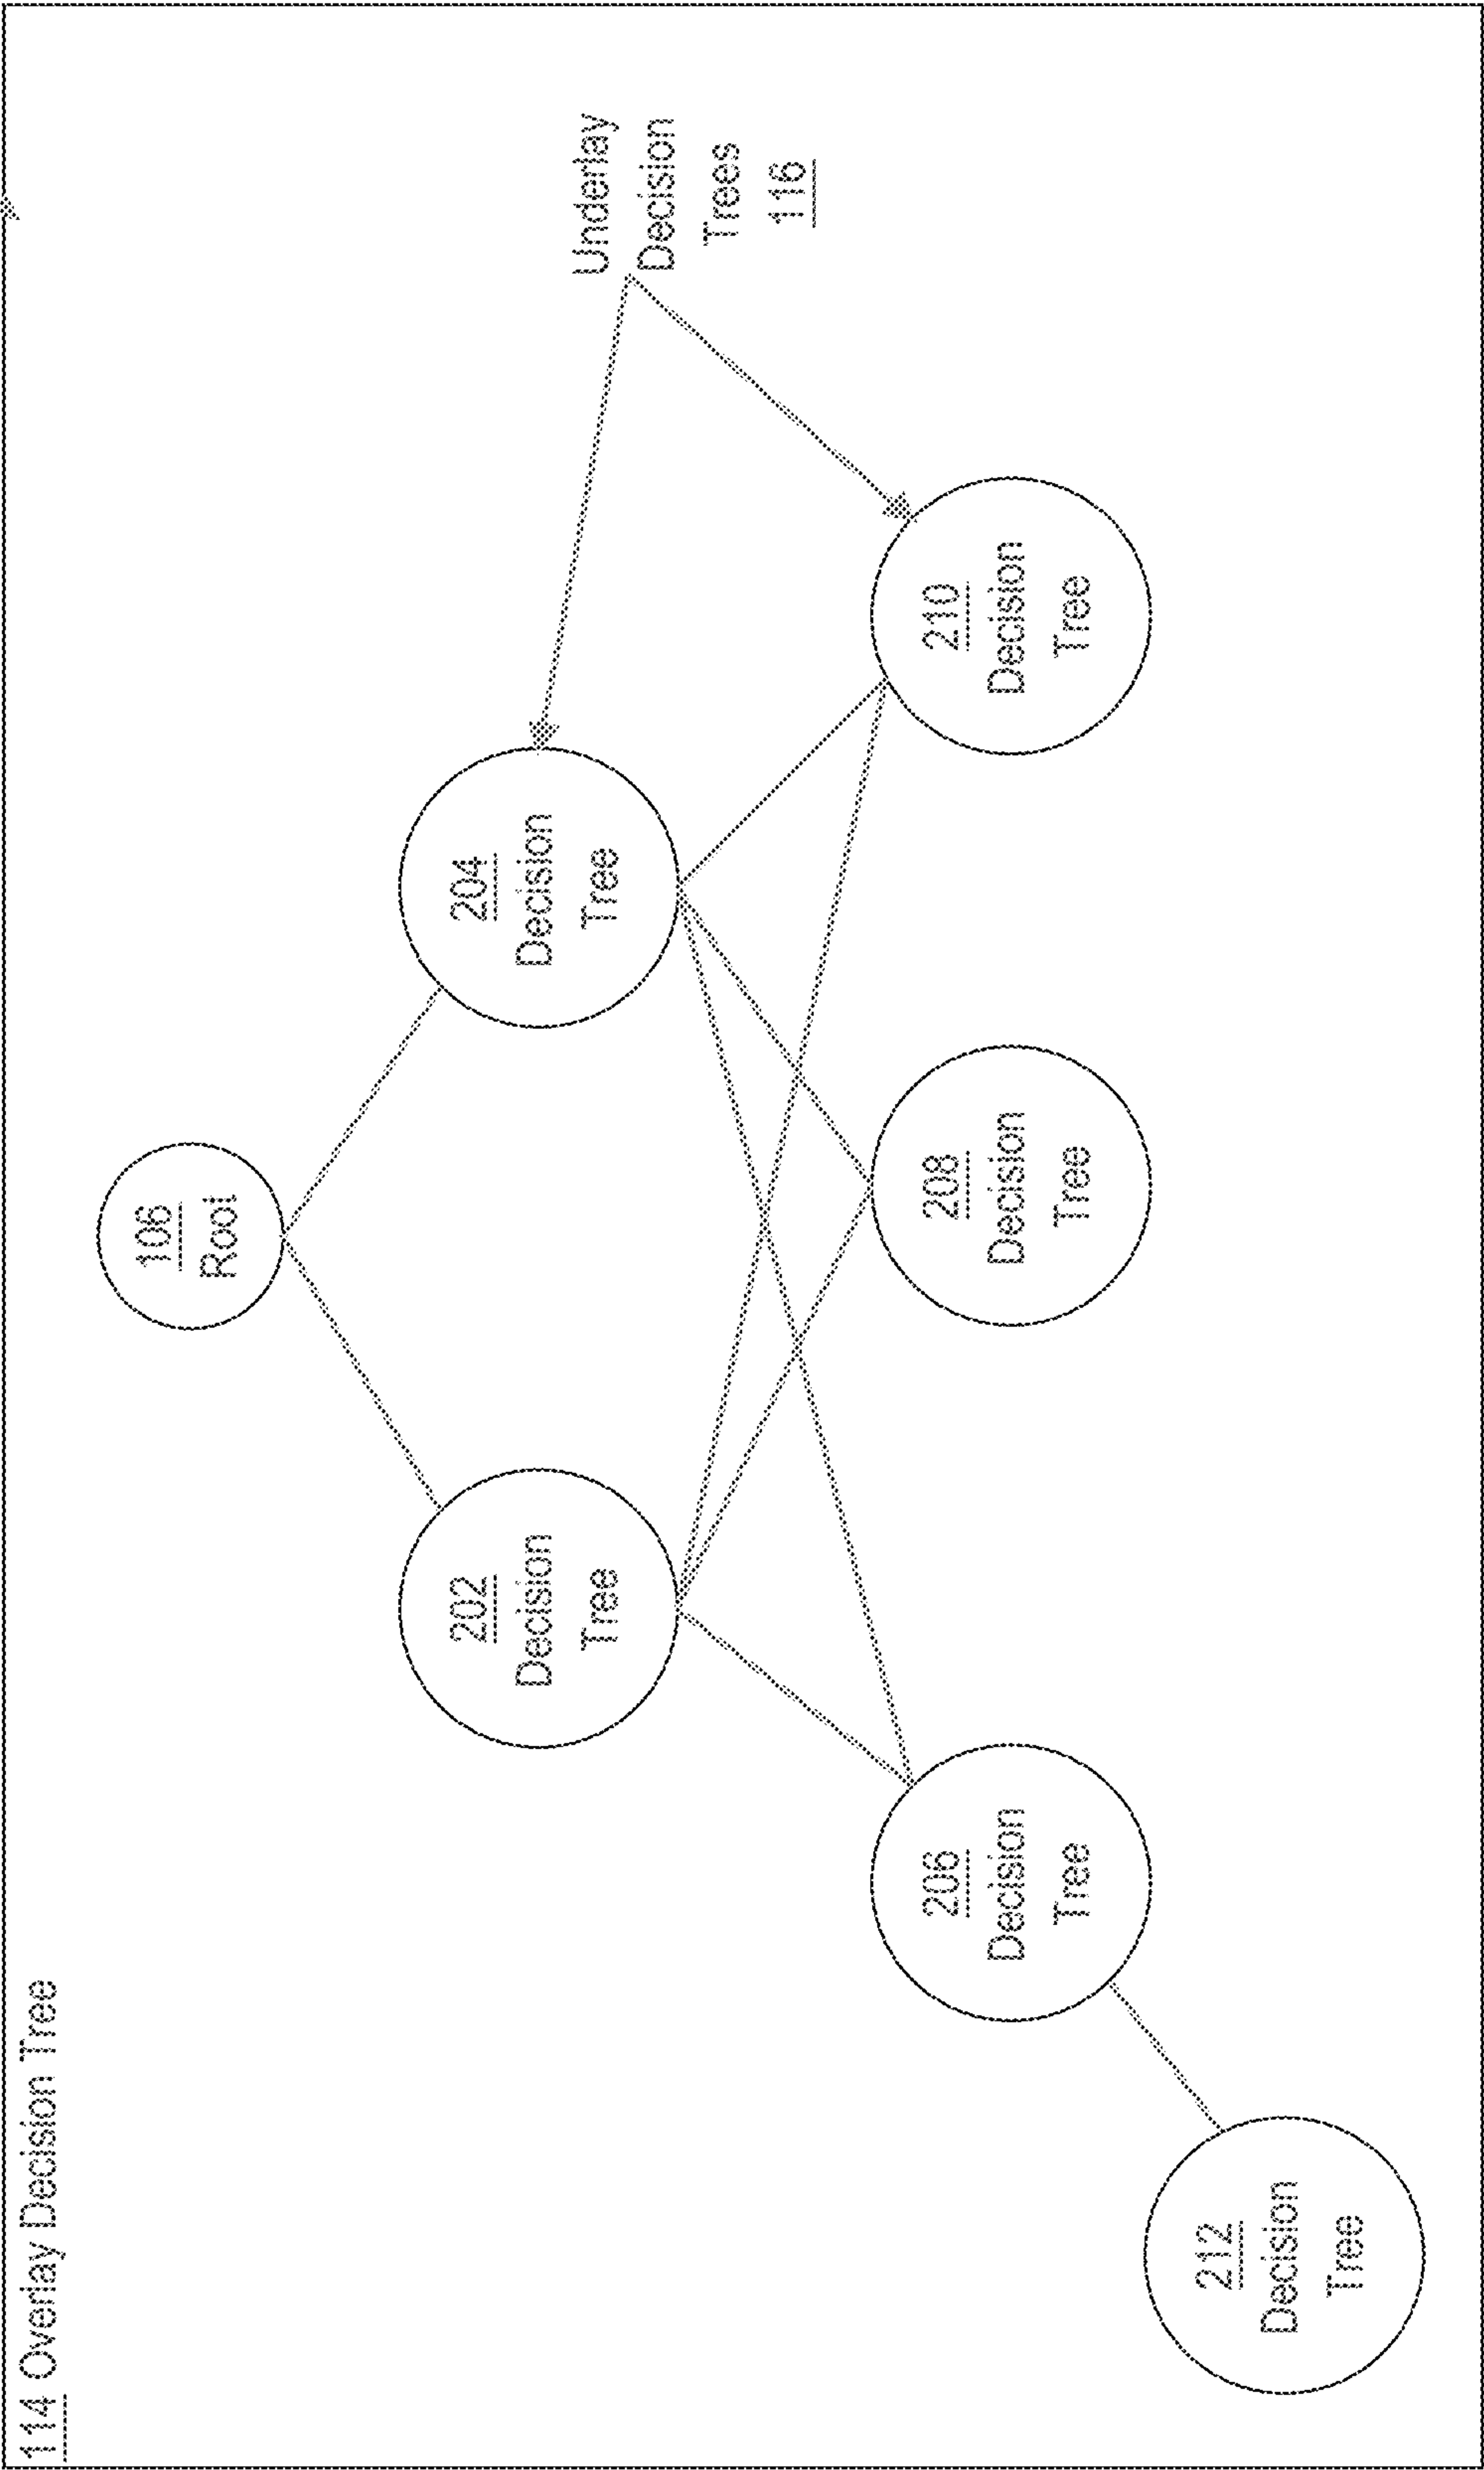 114 Overlay Decision Tree
106
Root
202
Decision
Tree
204
Decision
Tree
Underlay
Decision
Trees
116
206
Decision
Tree
208
Decision
Tree
210
Decision
Tree
212
Decision
Tree